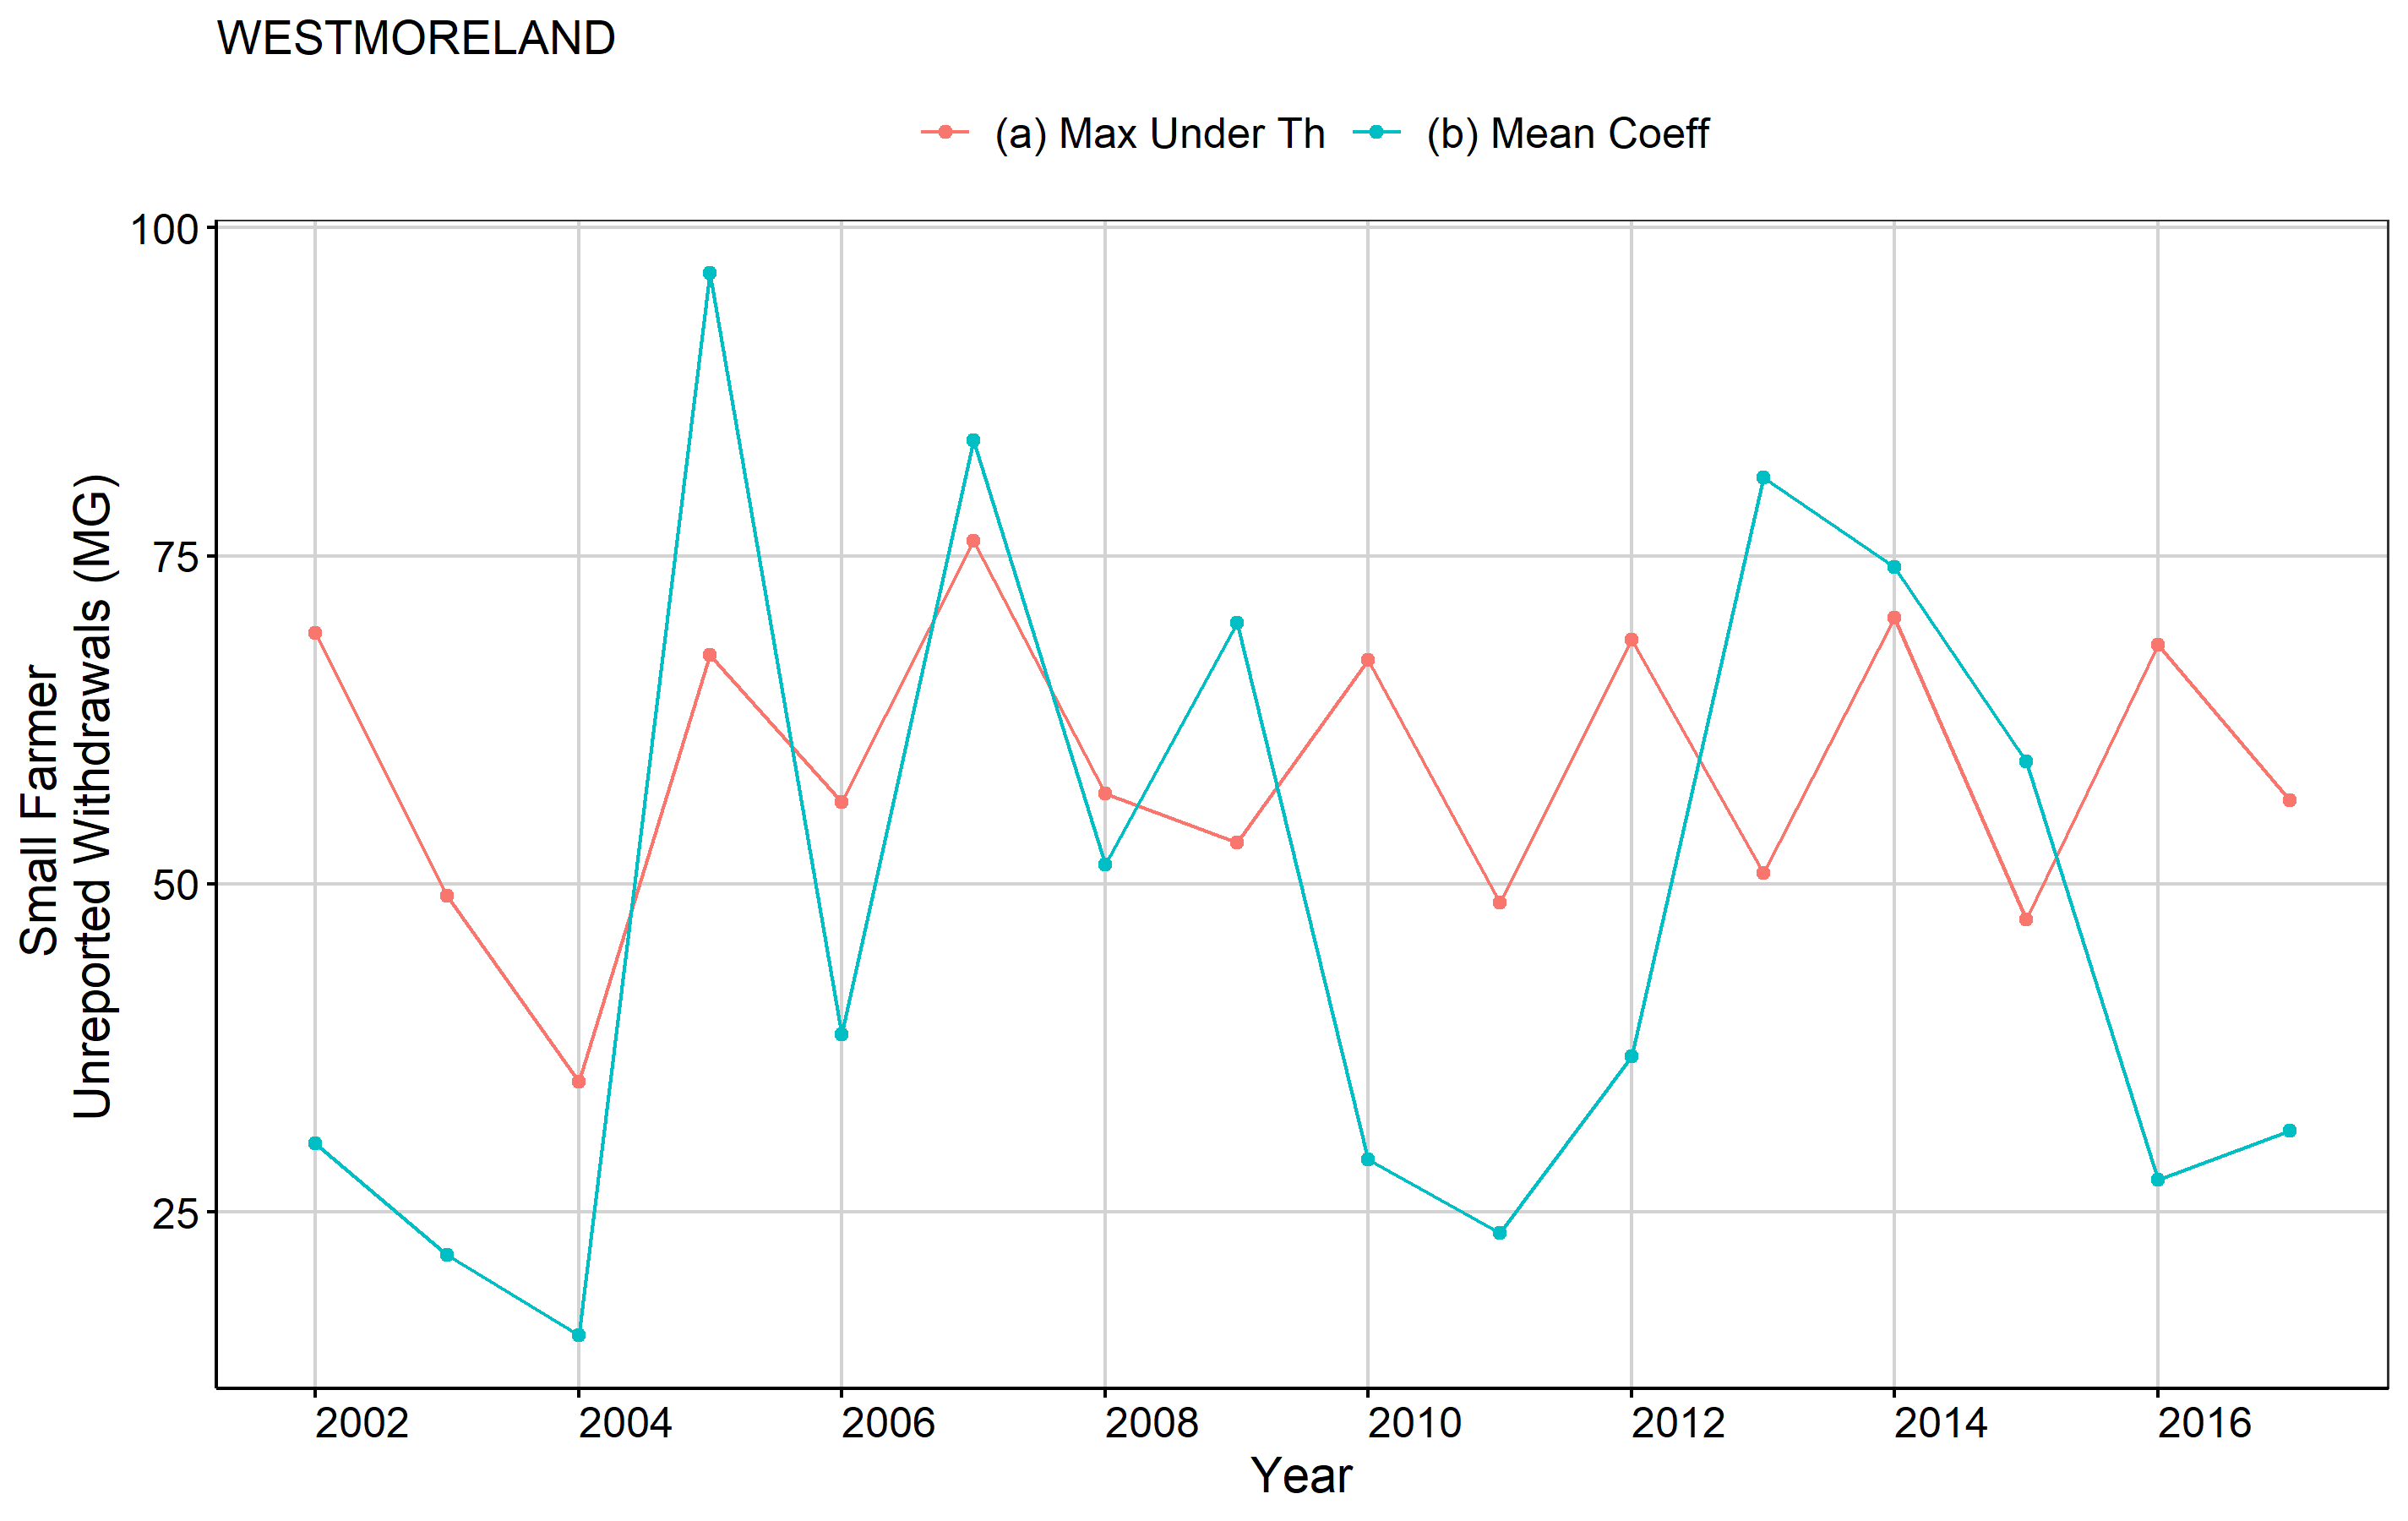 WESTMORELAND
(a) Max Under Th (b) Mean Coeff
Small Farmer
Unreported Withdrawals (MG)
100
75
50
25
2002 2004 2006 2008 2010 2012 2014 2016
Year